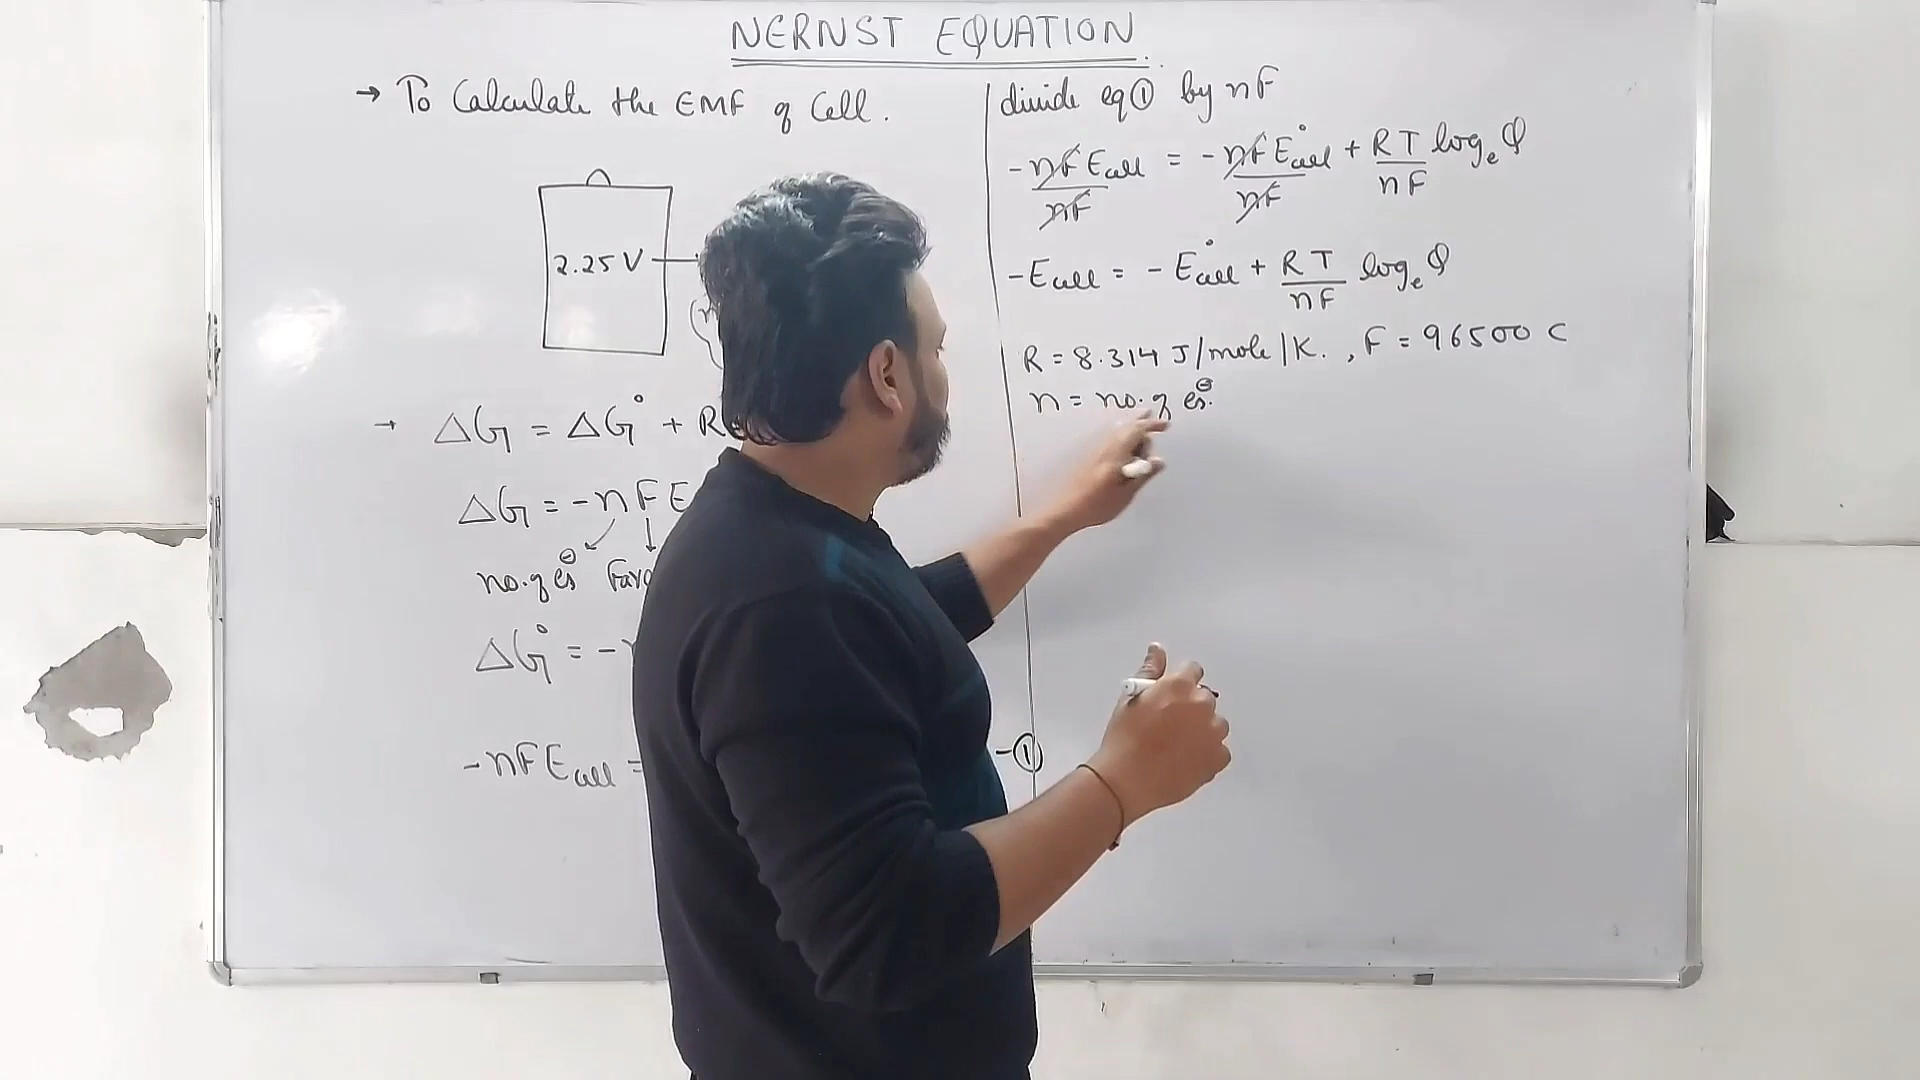 NERNST EQUATION
→ To Calculate the EMF of Cell.
2.25 V
→ ΔG = ΔG° + R
ΔG = -nFE
no. of es⊖
ΔG° = -
-nFEcell =
-①
divide eq① by nF
-nFEcell/nF = -nFE°cell/nF + RT/nF logₑ Q
-Ecell = -E°cell + RT/nF logₑ Q
R = 8.314 J/mole/K. , F = 96500 C
n = no. of es⊖.